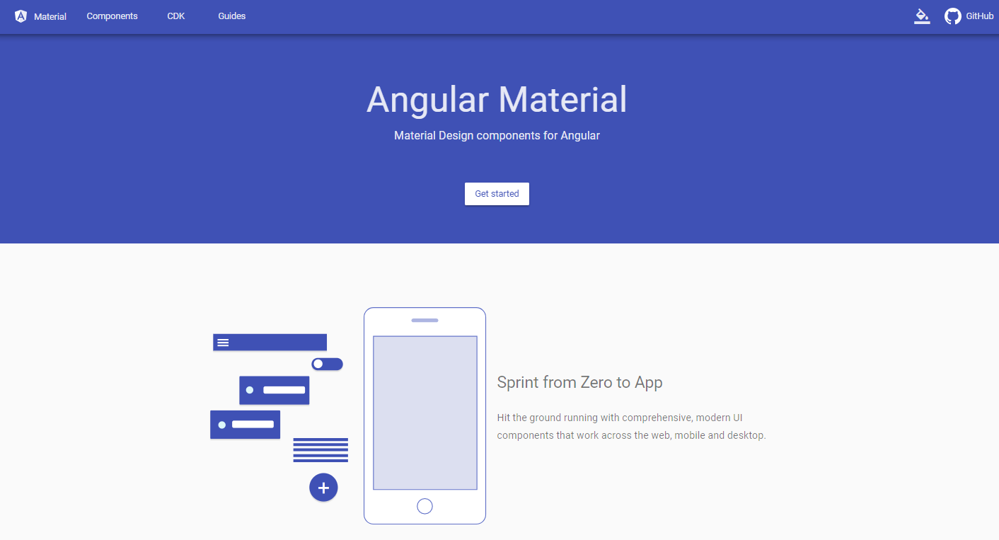 Material Components CDK Guides GitHub
Angular Material
Material Design components for Angular
Get started
Sprint from Zero to App
Hit the ground running with comprehensive, modern UI
components that work across the web, mobile and desktop.